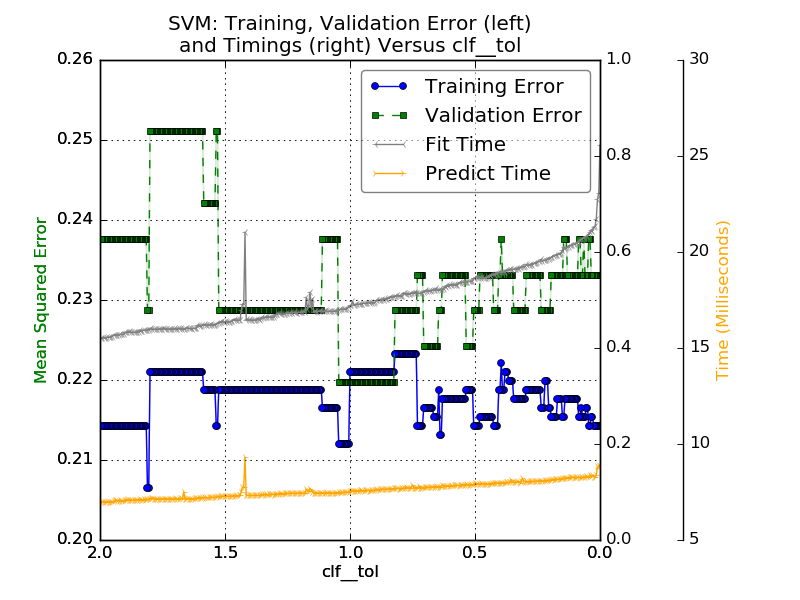 SVM: Training, Validation Error (left)
and Timings (right) Versus clf__tol
Training Error
Validation Error
Fit Time
Predict Time
Mean Squared Error
0.26
0.25
0.24
0.23
0.22
0.21
0.20
2.0
1.5
1.0
0.5
0.0
clf__tol
1.0
0.8
0.6
0.4
0.2
0.0
30
25
20
15
10
5
Time (Milliseconds)